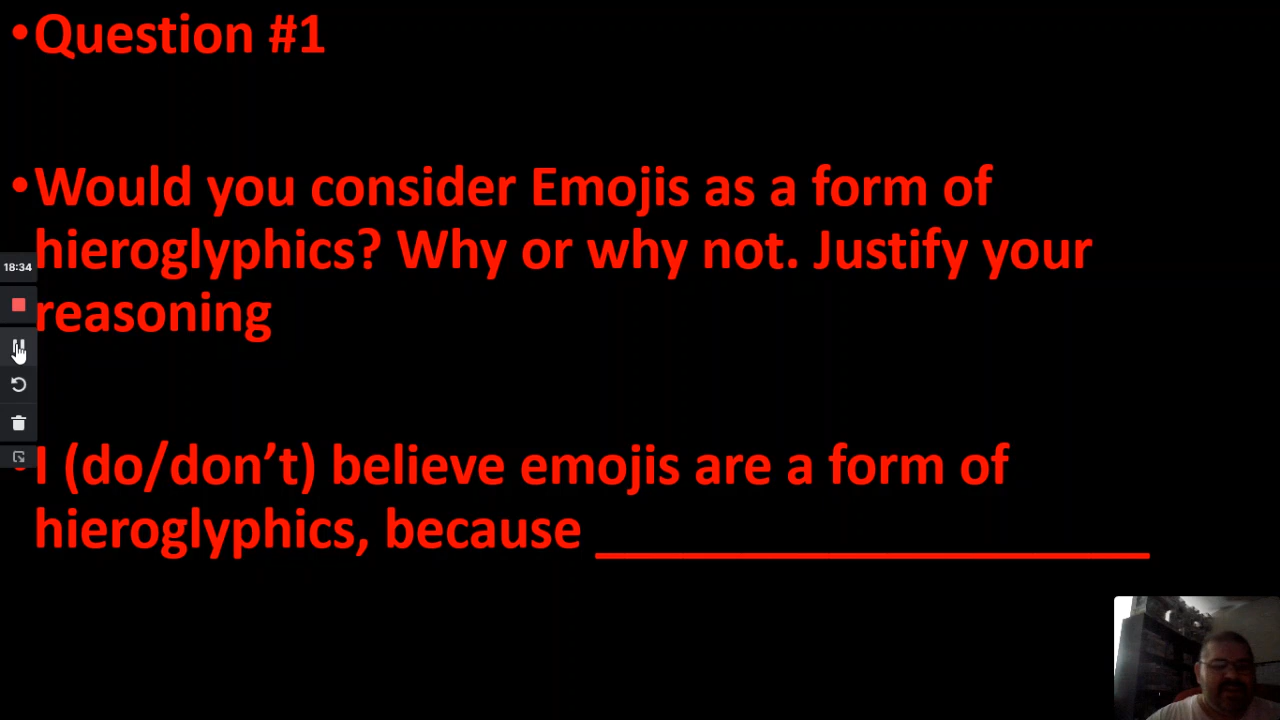 •Question #1
•Would you consider Emojis as a form of
hieroglyphics? Why or why not. Justify your
18:34
reasoning
•I (do/don’t) believe emojis are a form of
hieroglyphics, because ____________________